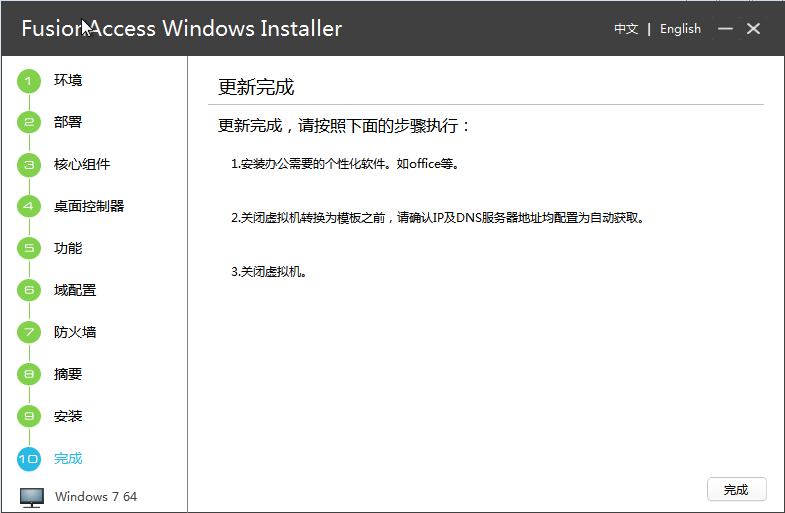 FusionAccess Windows Installer
中文 | English
1 环境
2 部署
3 核心组件
4 桌面控制器
5 功能
6 域配置
7 防火墙
8 摘要
9 安装
10 完成
Windows 7 64
更新完成
更新完成，请按照下面的步骤执行：
1.安装办公需要的个性化软件。如office等。
2.关闭虚拟机转换为模板之前，请确认IP及DNS服务器地址均配置为自动获取。
3.关闭虚拟机。
完成